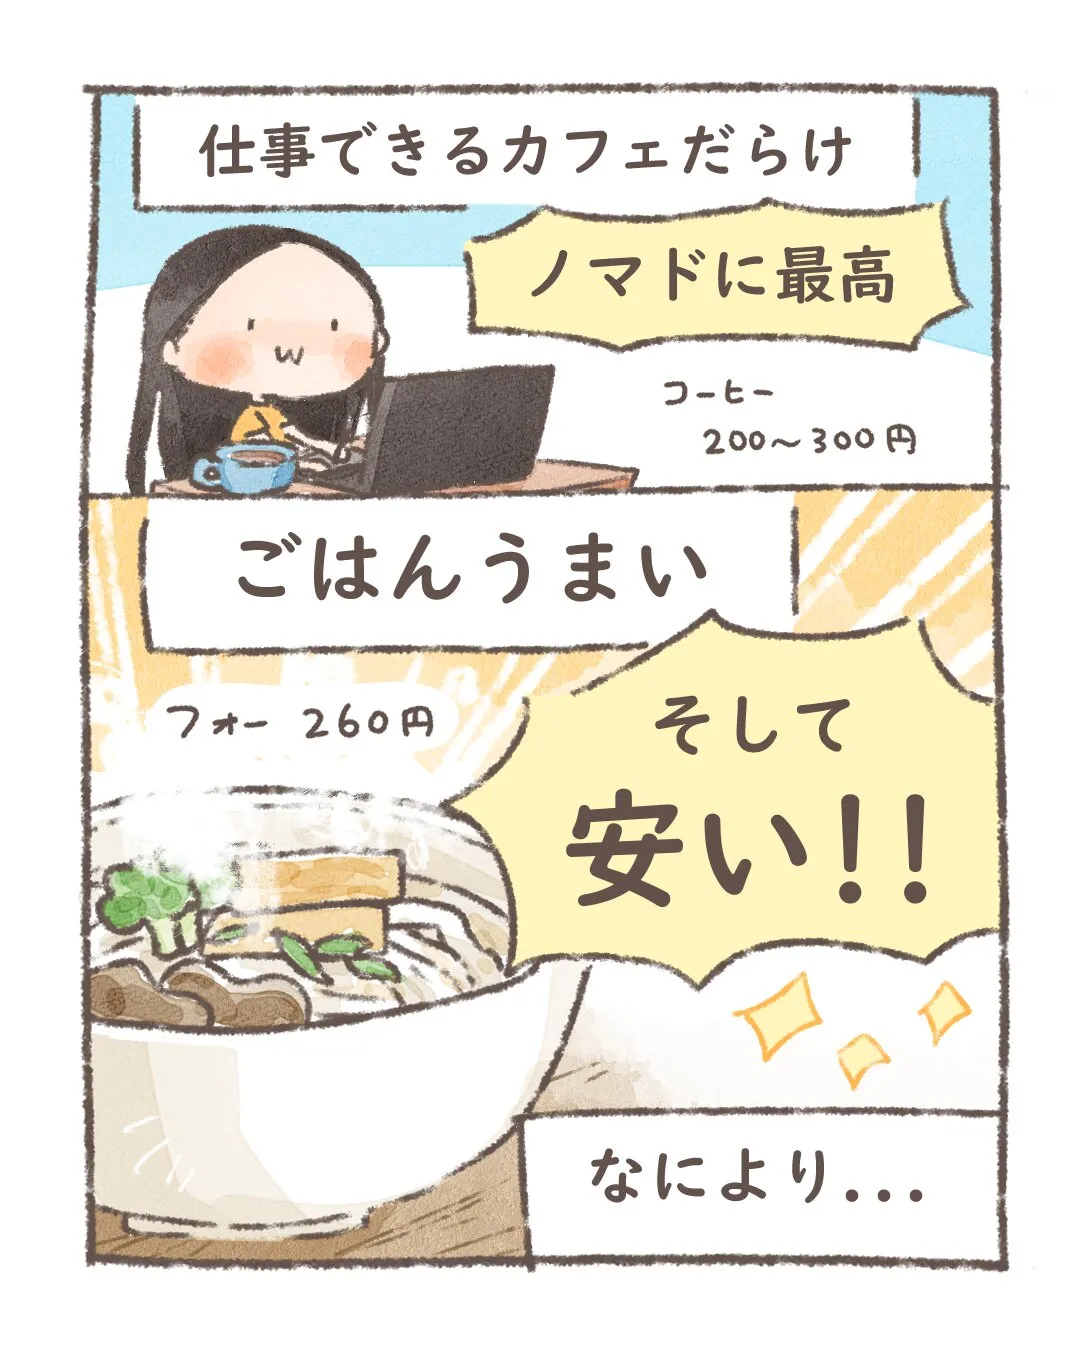 仕事できるカフェだらけ
ノマドに最高
コーヒー
200〜300円
ごはんうまい
フォー 260円
そして
安い!!
なにより...